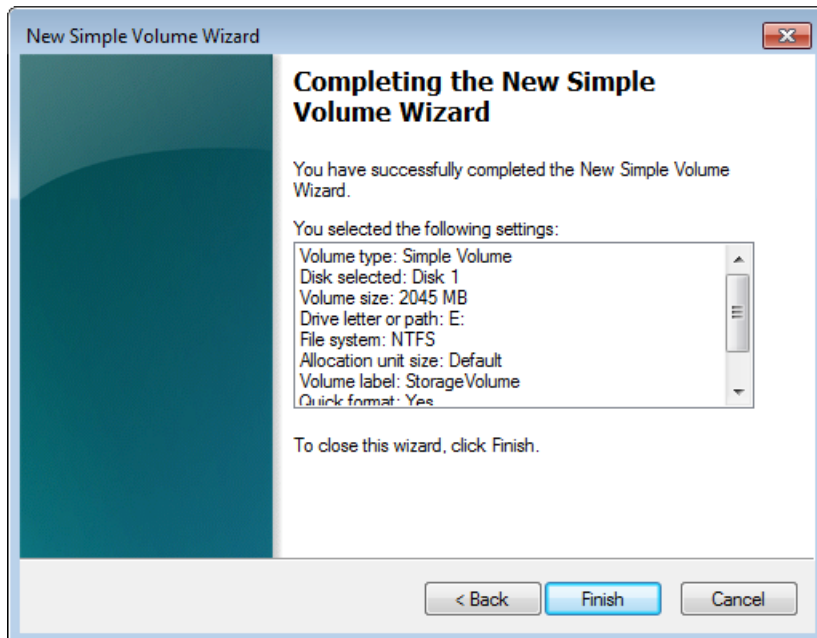 New Simple Volume Wizard
Completing the New Simple
Volume Wizard
You have successfully completed the New Simple Volume
Wizard.
You selected the following settings:
Volume type: Simple Volume
Disk selected: Disk 1
Volume size: 2045 MB
Drive letter or path: E:
File system: NTFS
Allocation unit size: Default
Volume label: StorageVolume
Quick format: Yes
To close this wizard, click Finish.
< Back
Finish
Cancel